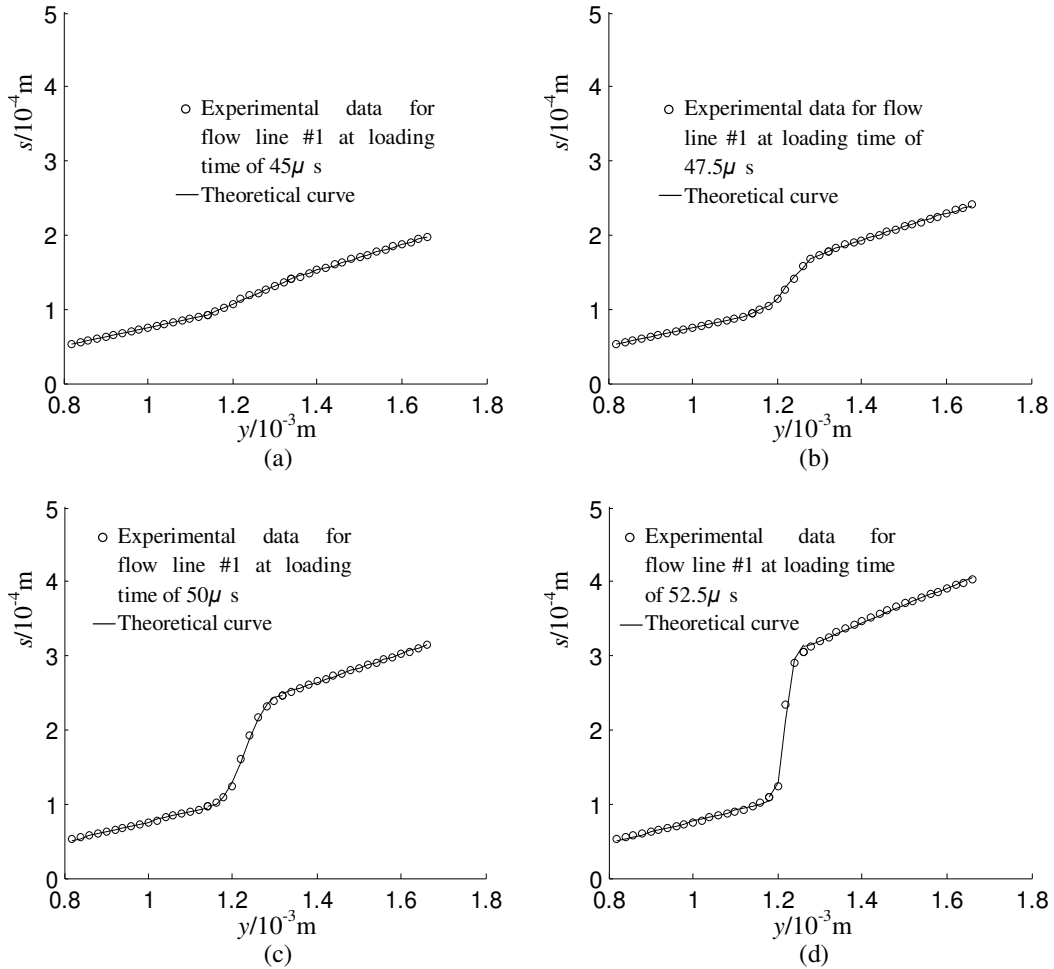 5
4
3
2
1
0
s/10⁻⁴m
Experimental data for
flow line #1 at loading
time of 45μ s
Theoretical curve
0.8 1 1.2 1.4 1.6 1.8
y/10⁻³m
(a)
5
4
3
2
1
0
s/10⁻⁴m
Experimental data for flow
line #1 at loading time of
47.5μ s
Theoretical curve
0.8 1 1.2 1.4 1.6 1.8
y/10⁻³m
(b)
5
4
3
2
1
0
s/10⁻⁴m
Experimental data for
flow line #1 at loading
time of 50μ s
Theoretical curve
0.8 1 1.2 1.4 1.6 1.8
y/10⁻³m
(c)
5
4
3
2
1
0
s/10⁻⁴m
Experimental data for
flow line #1 at loading time
of 52.5μ s
Theoretical curve
0.8 1 1.2 1.4 1.6 1.8
y/10⁻³m
(d)